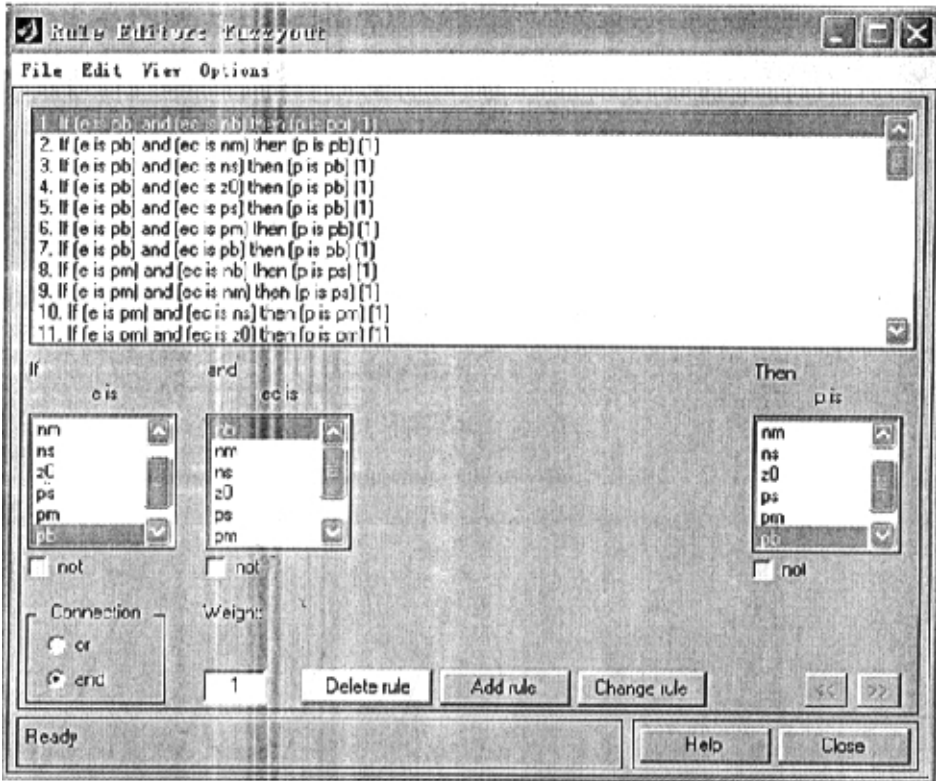 Rule Editor: fuzzyout
File Edit View Options
1. If (e is pb) and (ec is nb) then (p is pb) (1)
2. If (e is pb) and (ec is nm) then (p is pb) (1)
3. If (e is pb) and (ec is ns) then (p is pb) (1)
4. If (e is pb) and (ec is z0) then (p is pb) (1)
5. If (e is pb) and (ec is ps) then (p is pb) (1)
6. If (e is pb) and (ec is pm) then (p is pb) (1)
7. If (e is pb) and (ec is pb) then (p is pb) (1)
8. If (e is pm) and (ec is nb) then (p is ps) (1)
9. If (e is pm) and (ec is nm) then (p is ps) (1)
10. If (e is pm) and (ec is ns) then (p is pm) (1)
11. If (e is pm) and (ec is z0) then (p is pm) (1)
If and Then
e is ec is p is
nm nb nm
ns nm ns
z0 ns z0
ps z0 ps
pm ps pm
pb pm pb
not not not
Connection Weight:
or
and 1 Delete rule Add rule Change rule << >>
Ready Help Close